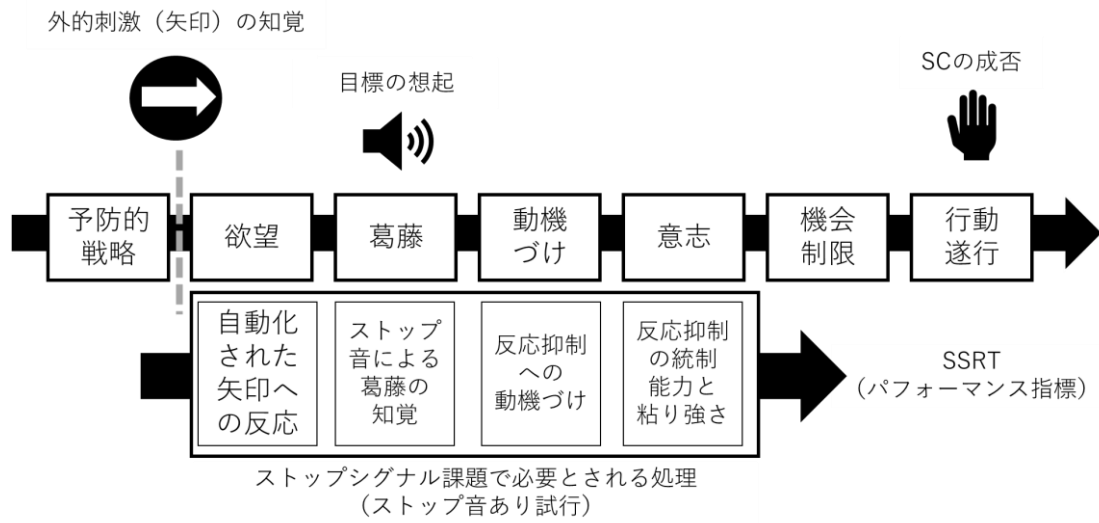 外的刺激（矢印）の知覚
目標の想起
SCの成否
予防的
戦略
欲望
葛藤
動機
づけ
意志
機会
制限
行動
遂行
自動化
された
矢印へ
の反応
ストップ
音による
葛藤の
知覚
反応抑制
への
動機づけ
反応抑制
の統制
能力と
粘り強さ
SSRT
（パフォーマンス指標）
ストップシグナル課題で必要とされる処理
（ストップ音あり試行）